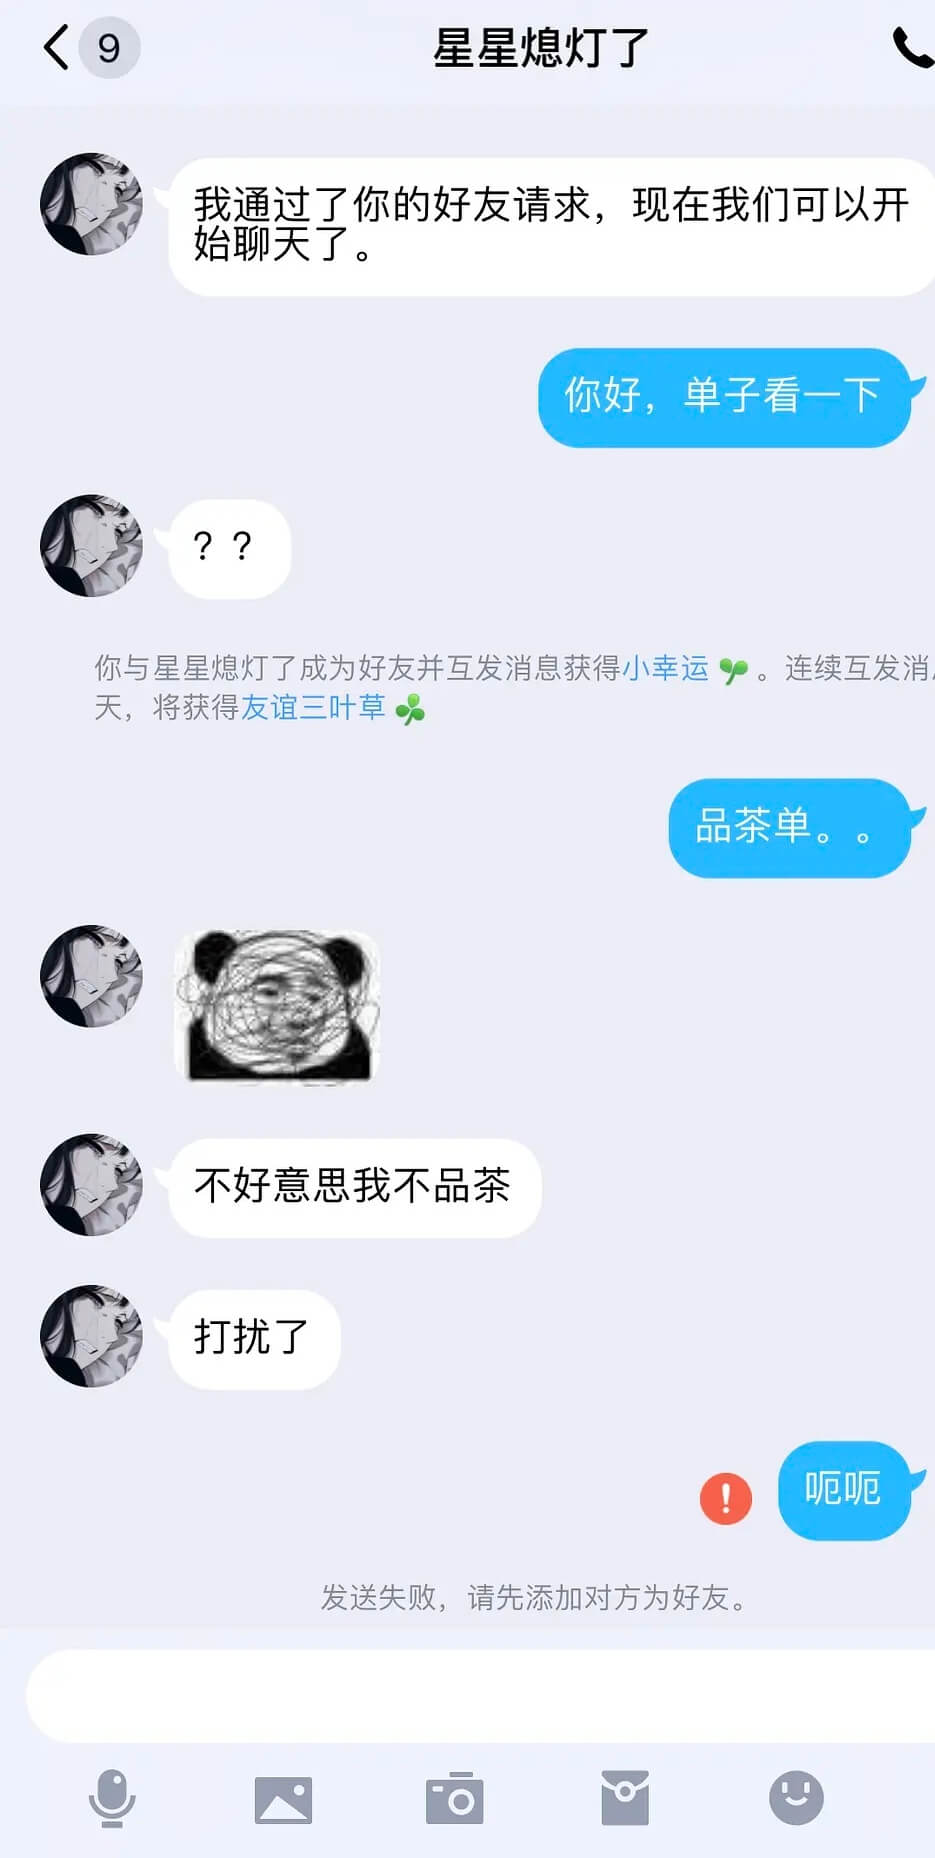 9
星星熄灯了
我通过了你的好友请求，现在我们可以开
始聊天了。
你好，单子看一下
？？
你与星星熄灯了成为好友并互发消息获得小幸运。连续互发消
天，将获得友谊三叶草
品茶单。。
不好意思我不品茶
打扰了
呃呃
发送失败，请先添加对方为好友。